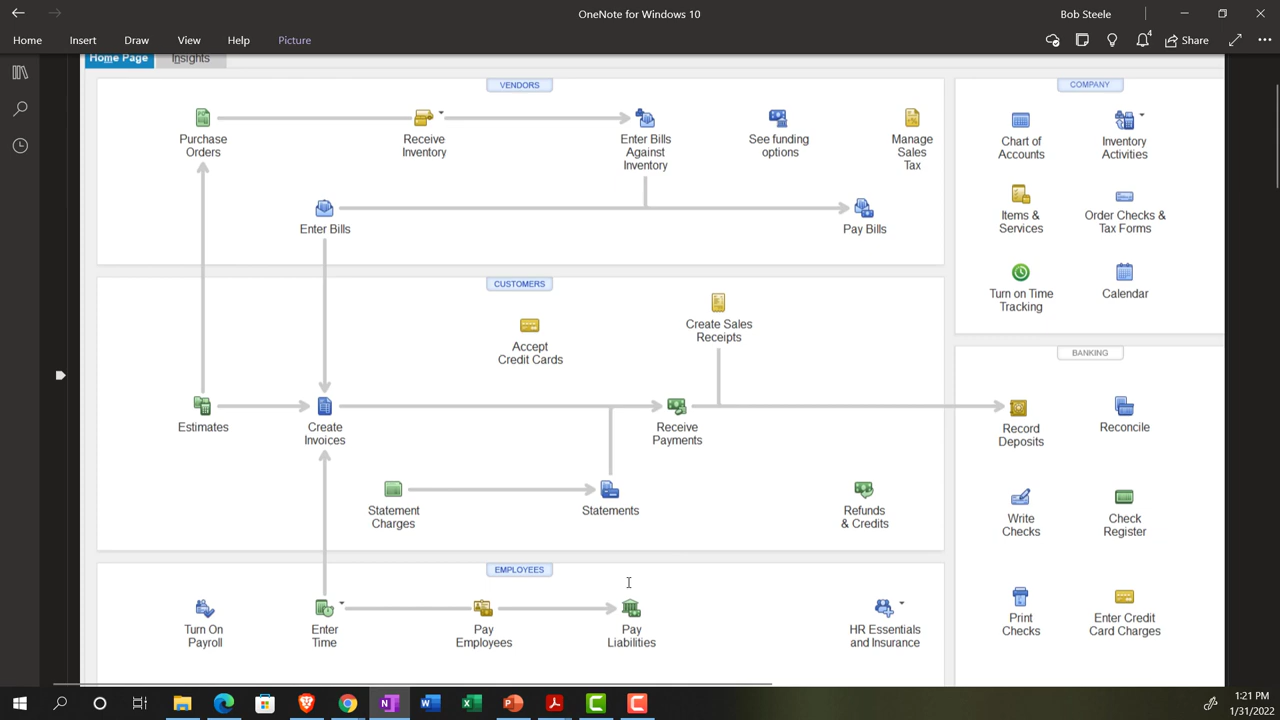 OneNote for Windows 10
Bob Steele
Home
Insert
Draw
View
Help
Picture
4
Share
Home Page
Insights
VENDORS
COMPANY
Purchase
Orders
Receive
Inventory
Enter Bills
Against
Inventory
See funding
options
Manage
Sales
Tax
Chart of
Accounts
Inventory
Activities
Enter Bills
Pay Bills
Items &
Services
Order Checks &
Tax Forms
Turn on Time
Tracking
Calendar
CUSTOMERS
Accept
Credit Cards
Create Sales
Receipts
BANKING
Estimates
Create
Invoices
Receive
Payments
Record
Deposits
Reconcile
Statement
Charges
Statements
Refunds
& Credits
Write
Checks
Check
Register
EMPLOYEES
Turn On
Payroll
Enter
Time
Pay
Employees
Pay
Liabilities
HR Essentials
and Insurance
Print
Checks
Enter Credit
Card Charges
1:21 PM
1/31/2022